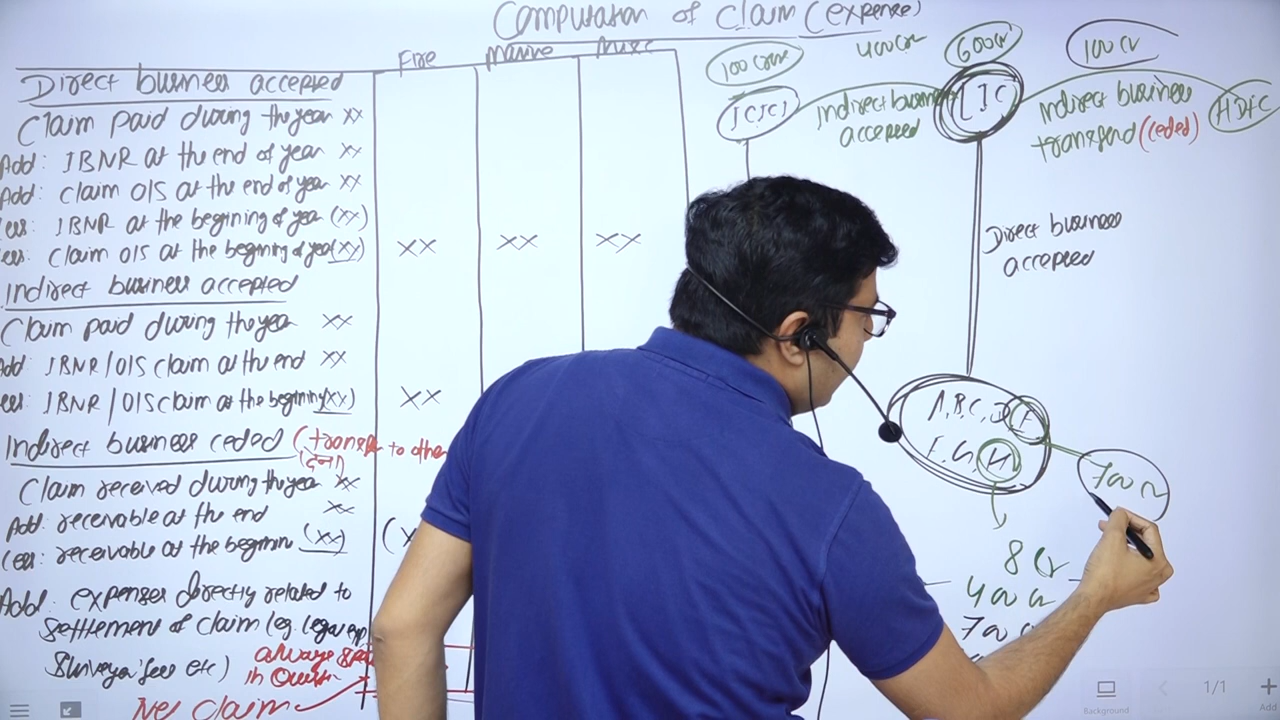 Computation of Claim (expense)
Fire Marine Misc
Direct business accepted
Claim paid during the year xx
Add: IBNR at the end of year xx
Add: Claim O/S at the end of year xx
Less: IBNR at the beginning of year (xx)
Less: Claim O/S at the beginning of year (xx) xx xx xx
Indirect business accepted
Claim paid during the year xx
Add: IBNR/O/S claim at the end xx
Less: IBNR/O/S claim at the beginning (xx) xx
Indirect business ceded (transfer to other
Claim received during the year xx
Add: receivable at the end xx
Less: receivable at the beginnin (xx) (x
Add: expenses directly related to
Settlement of claim (eg. legal exp
Surveyor fees etc) always
in Question
Net claim
100 crore 400 Cr 600 Cr 100 Cr
ICICI Indirect business accepted LIC Indirect business transferred (ceded) HDFC
Direct business
accepted
A, B, C, D, E
F, G, H
700 Cr
8 Cr
400 Cr
700
Background
1/1
Add